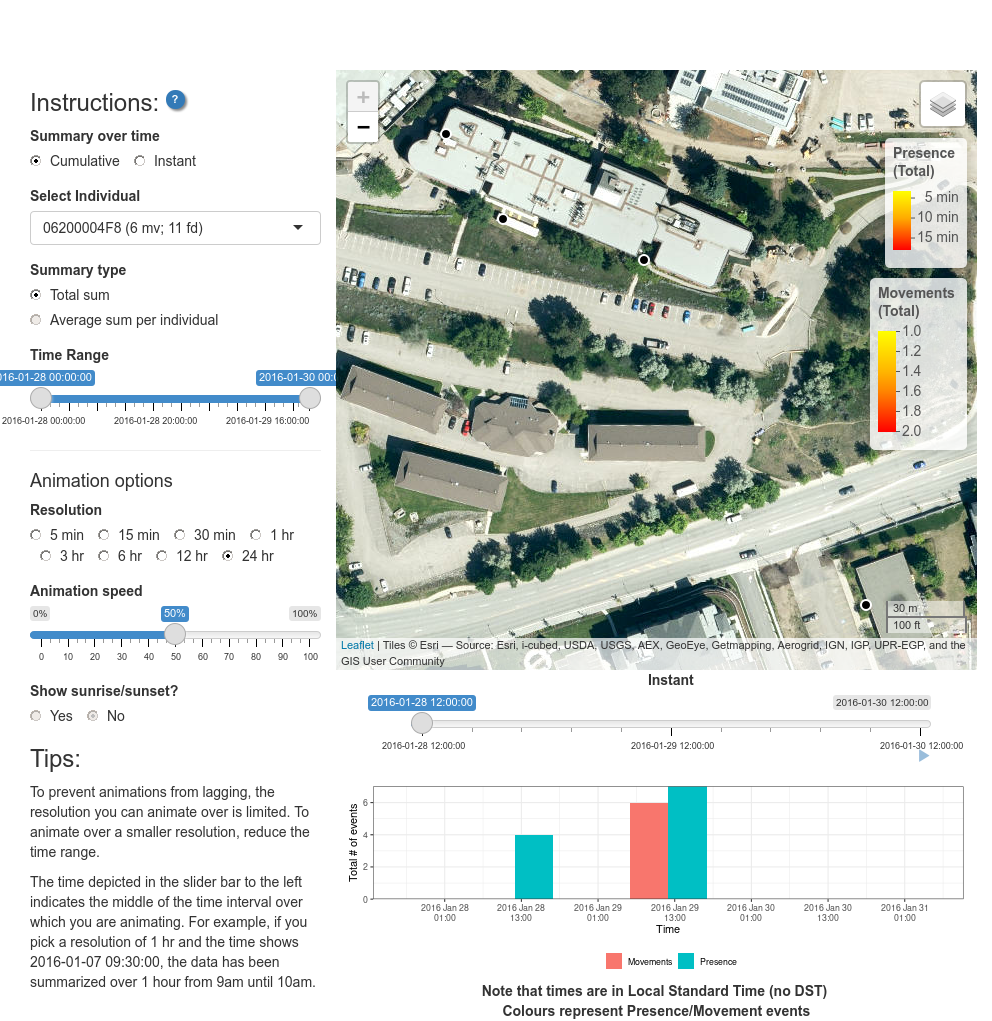 Instructions: ?
Summary over time
Cumulative Instant
Select Individual
06200004F8 (6 mv; 11 fd)
Summary type
Total sum
Average sum per individual
Time Range
016-01-28 00:00:00 2016-01-30 00:0
2016-01-28 00:00:00 2016-01-28 20:00:00 2016-01-29 16:00:00
Animation options
Resolution
5 min 15 min 30 min 1 hr
3 hr 6 hr 12 hr 24 hr
Animation speed
0% 50% 100%
0 10 20 30 40 50 60 70 80 90 100
Show sunrise/sunset?
Yes No
Tips:
To prevent animations from lagging, the
resolution you can animate over is limited. To
animate over a smaller resolution, reduce the
time range.
The time depicted in the slider bar to the left
indicates the middle of the time interval over
which you are animating. For example, if you
pick a resolution of 1 hr and the time shows
2016-01-07 09:30:00, the data has been
summarized over 1 hour from 9am until 10am.
+
−
Presence
(Total)
5 min
10 min
15 min
Movements
(Total)
1.0
1.2
1.4
1.6
1.8
2.0
30 m
100 ft
Leaflet | Tiles © Esri — Source: Esri, i-cubed, USDA, USGS, AEX, GeoEye, Getmapping, Aerogrid, IGN, IGP, UPR-EGP, and the
GIS User Community
Instant
2016-01-28 12:00:00 2016-01-30 12:00:00
2016-01-28 12:00:00 2016-01-29 12:00:00 2016-01-30 12:00:00
Total # of events
6
4
2
0
2016 Jan 28 2016 Jan 28 2016 Jan 29 2016 Jan 29 2016 Jan 30 2016 Jan 30 2016 Jan 31
01:00 13:00 01:00 13:00 01:00 13:00 01:00
Time
Movements Presence
Note that times are in Local Standard Time (no DST)
Colours represent Presence/Movement events